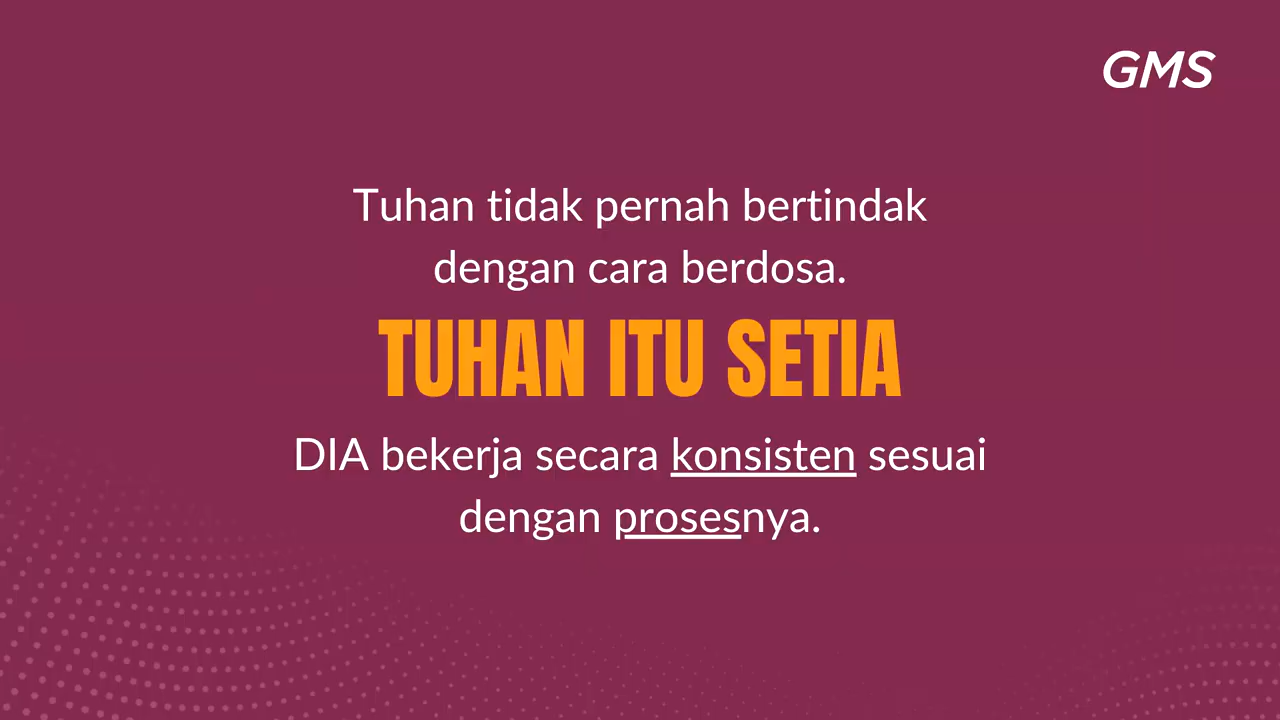 GMS
Tuhan tidak pernah bertindak
dengan cara berdosa.
TUHAN ITU SETIA
DIA bekerja secara konsisten sesuai
dengan prosesnya.